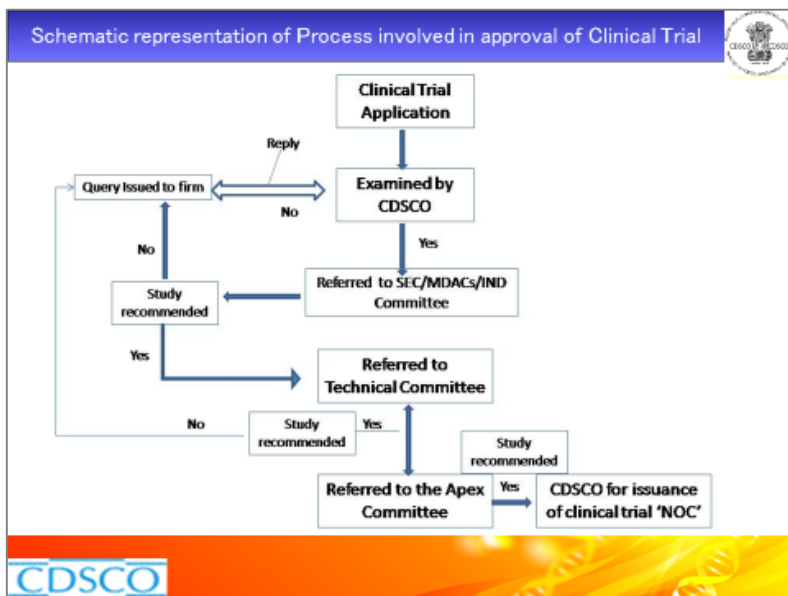 Schematic representation of Process involved in approval of Clinical Trial
CDSCO CDSCO
Clinical Trial
Application
Reply
Query Issued to firm
Examined by
CDSCO
No
Yes
No
Referred to SEC/MDACs/IND
Committee
Study
recommended
Yes
Referred to
Technical Committee
No
Study
recommended
Yes
Study
recommended
Referred to the Apex
Committee
Yes
CDSCO for issuance
of clinical trial ‘NOC’
CDSCO